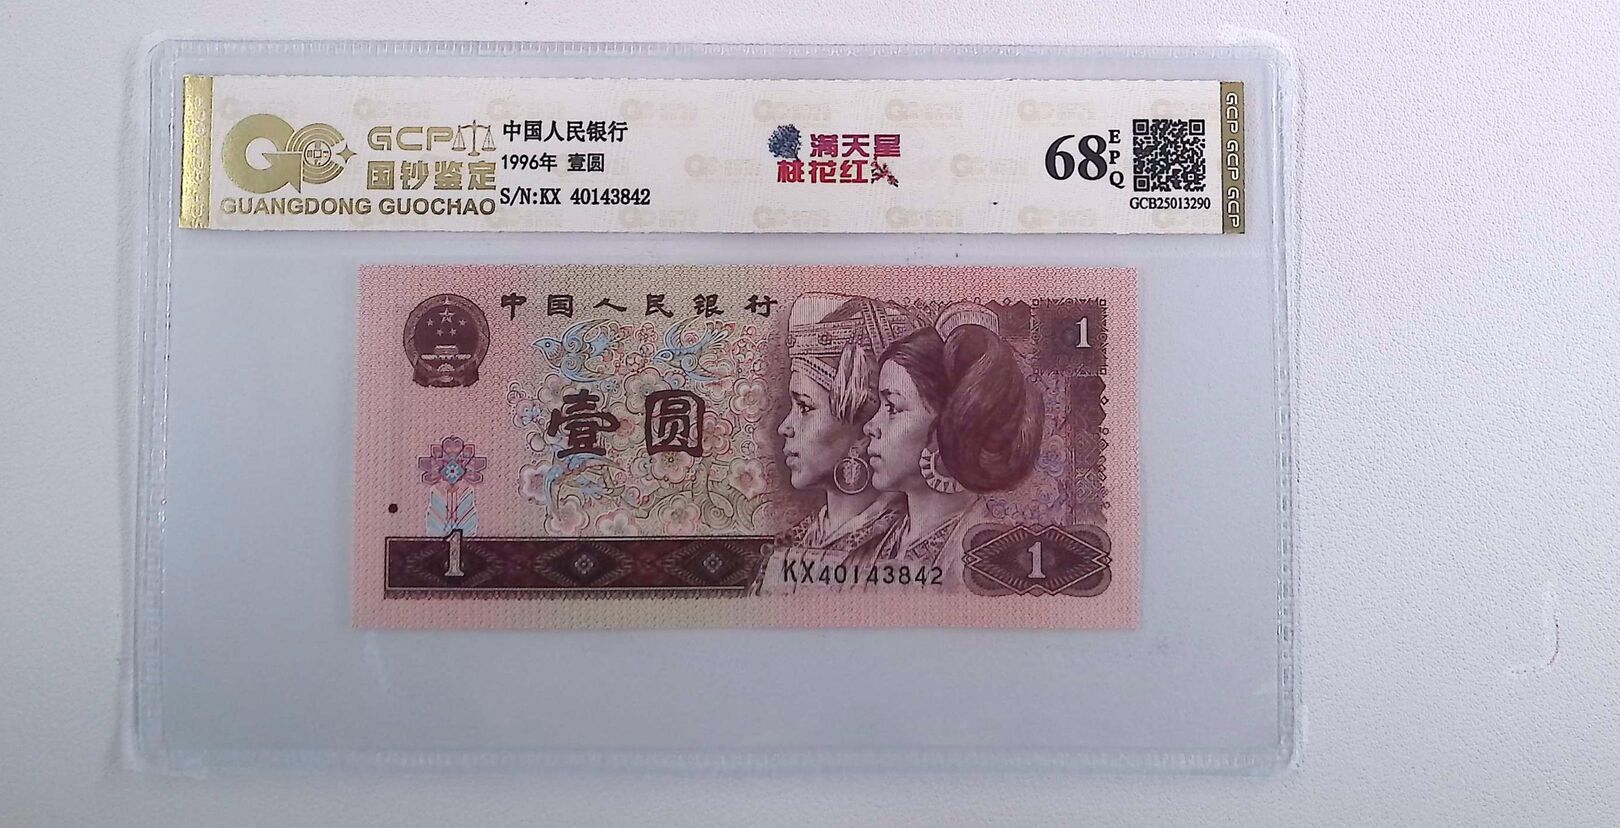 GCP
国钞鉴定
GUANGDONG GUOCHAO
中国人民银行
1996年 壹圆
S/N:KX 40143842
满天星
桃花红
68
EPQ
GCB25013290
GCP GCP GCP
中国人民银行
1
壹圆
1
KX40143842
1